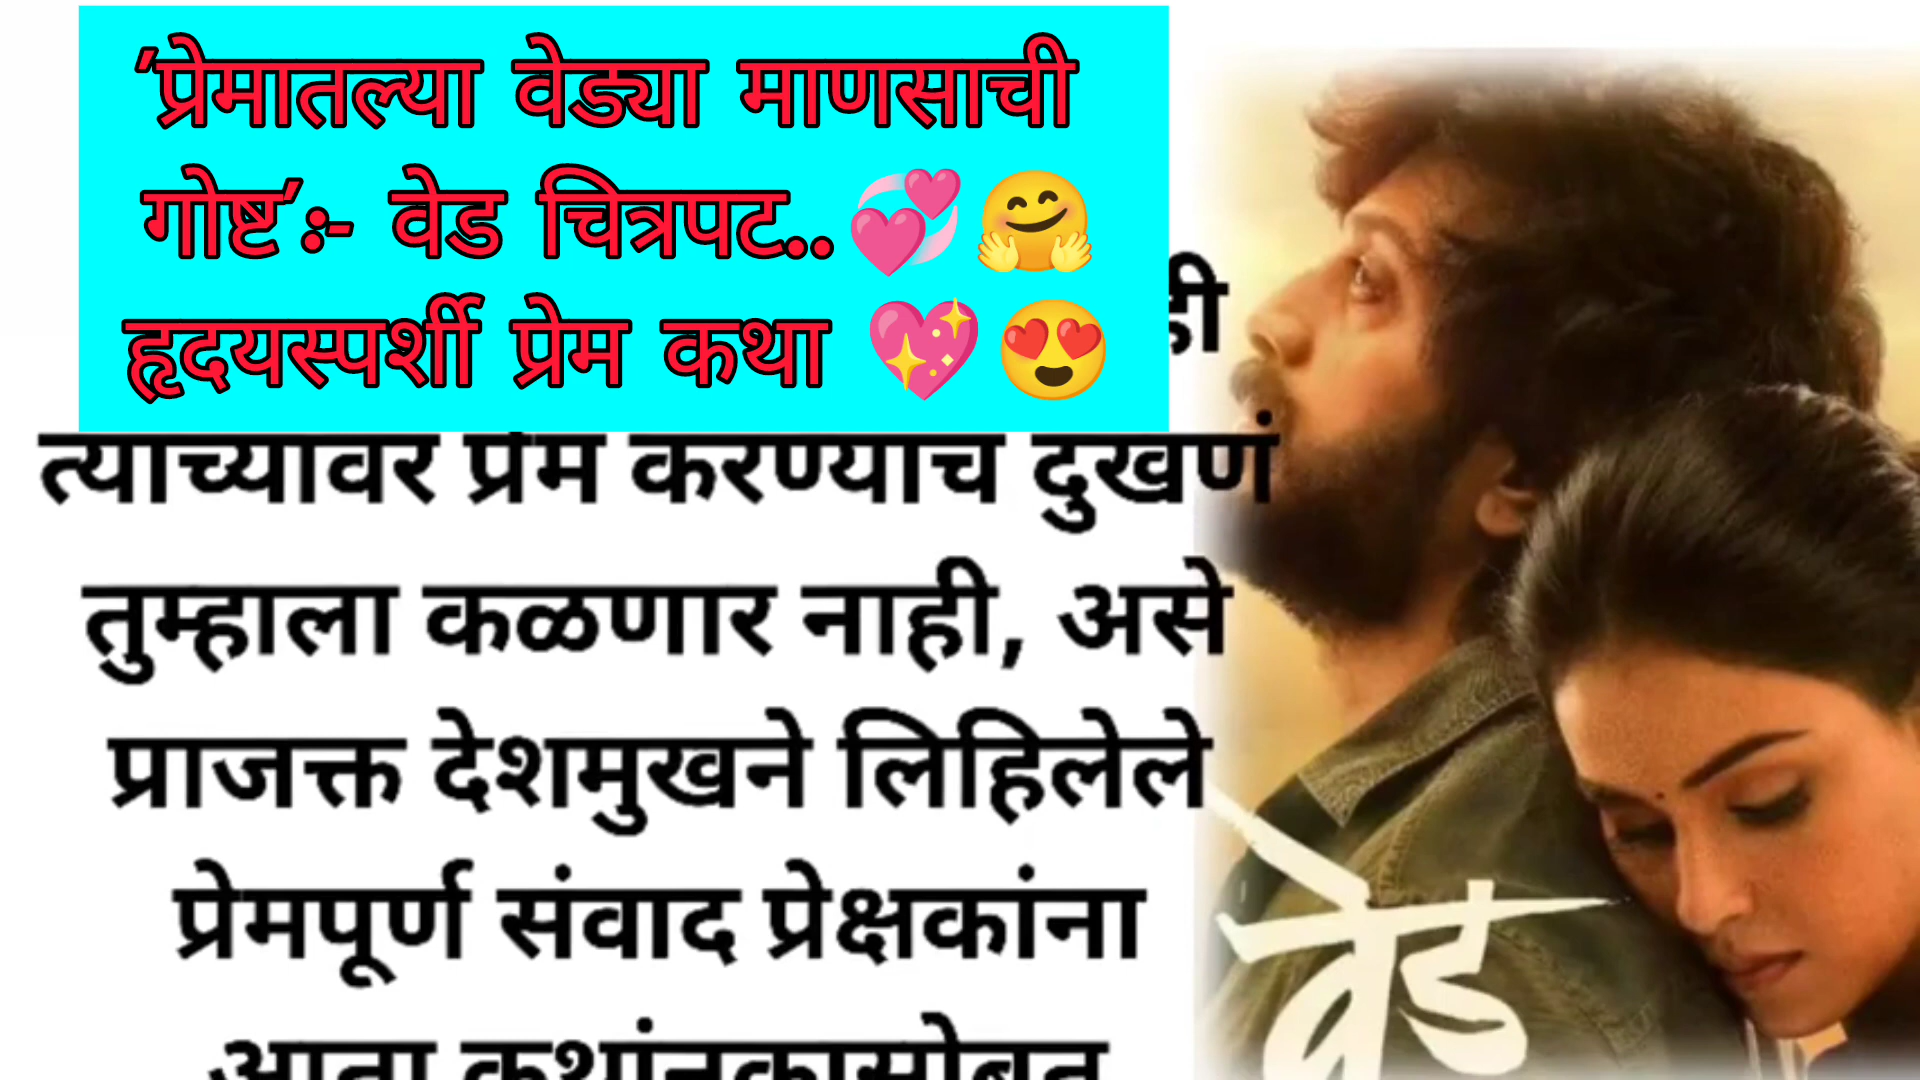 'प्रेमातल्या वेड्या माणसाची
गोष्ट':- वेड चित्रपट..💞🤗
हृदयस्पर्शी प्रेम कथा 💖😍
त्याच्यावर प्रेम करण्याच दुखणं
तुम्हाला कळणार नाही, असे
प्राजक्त देशमुखने लिहिलेले
प्रेमपूर्ण संवाद प्रेक्षकांना
वेड